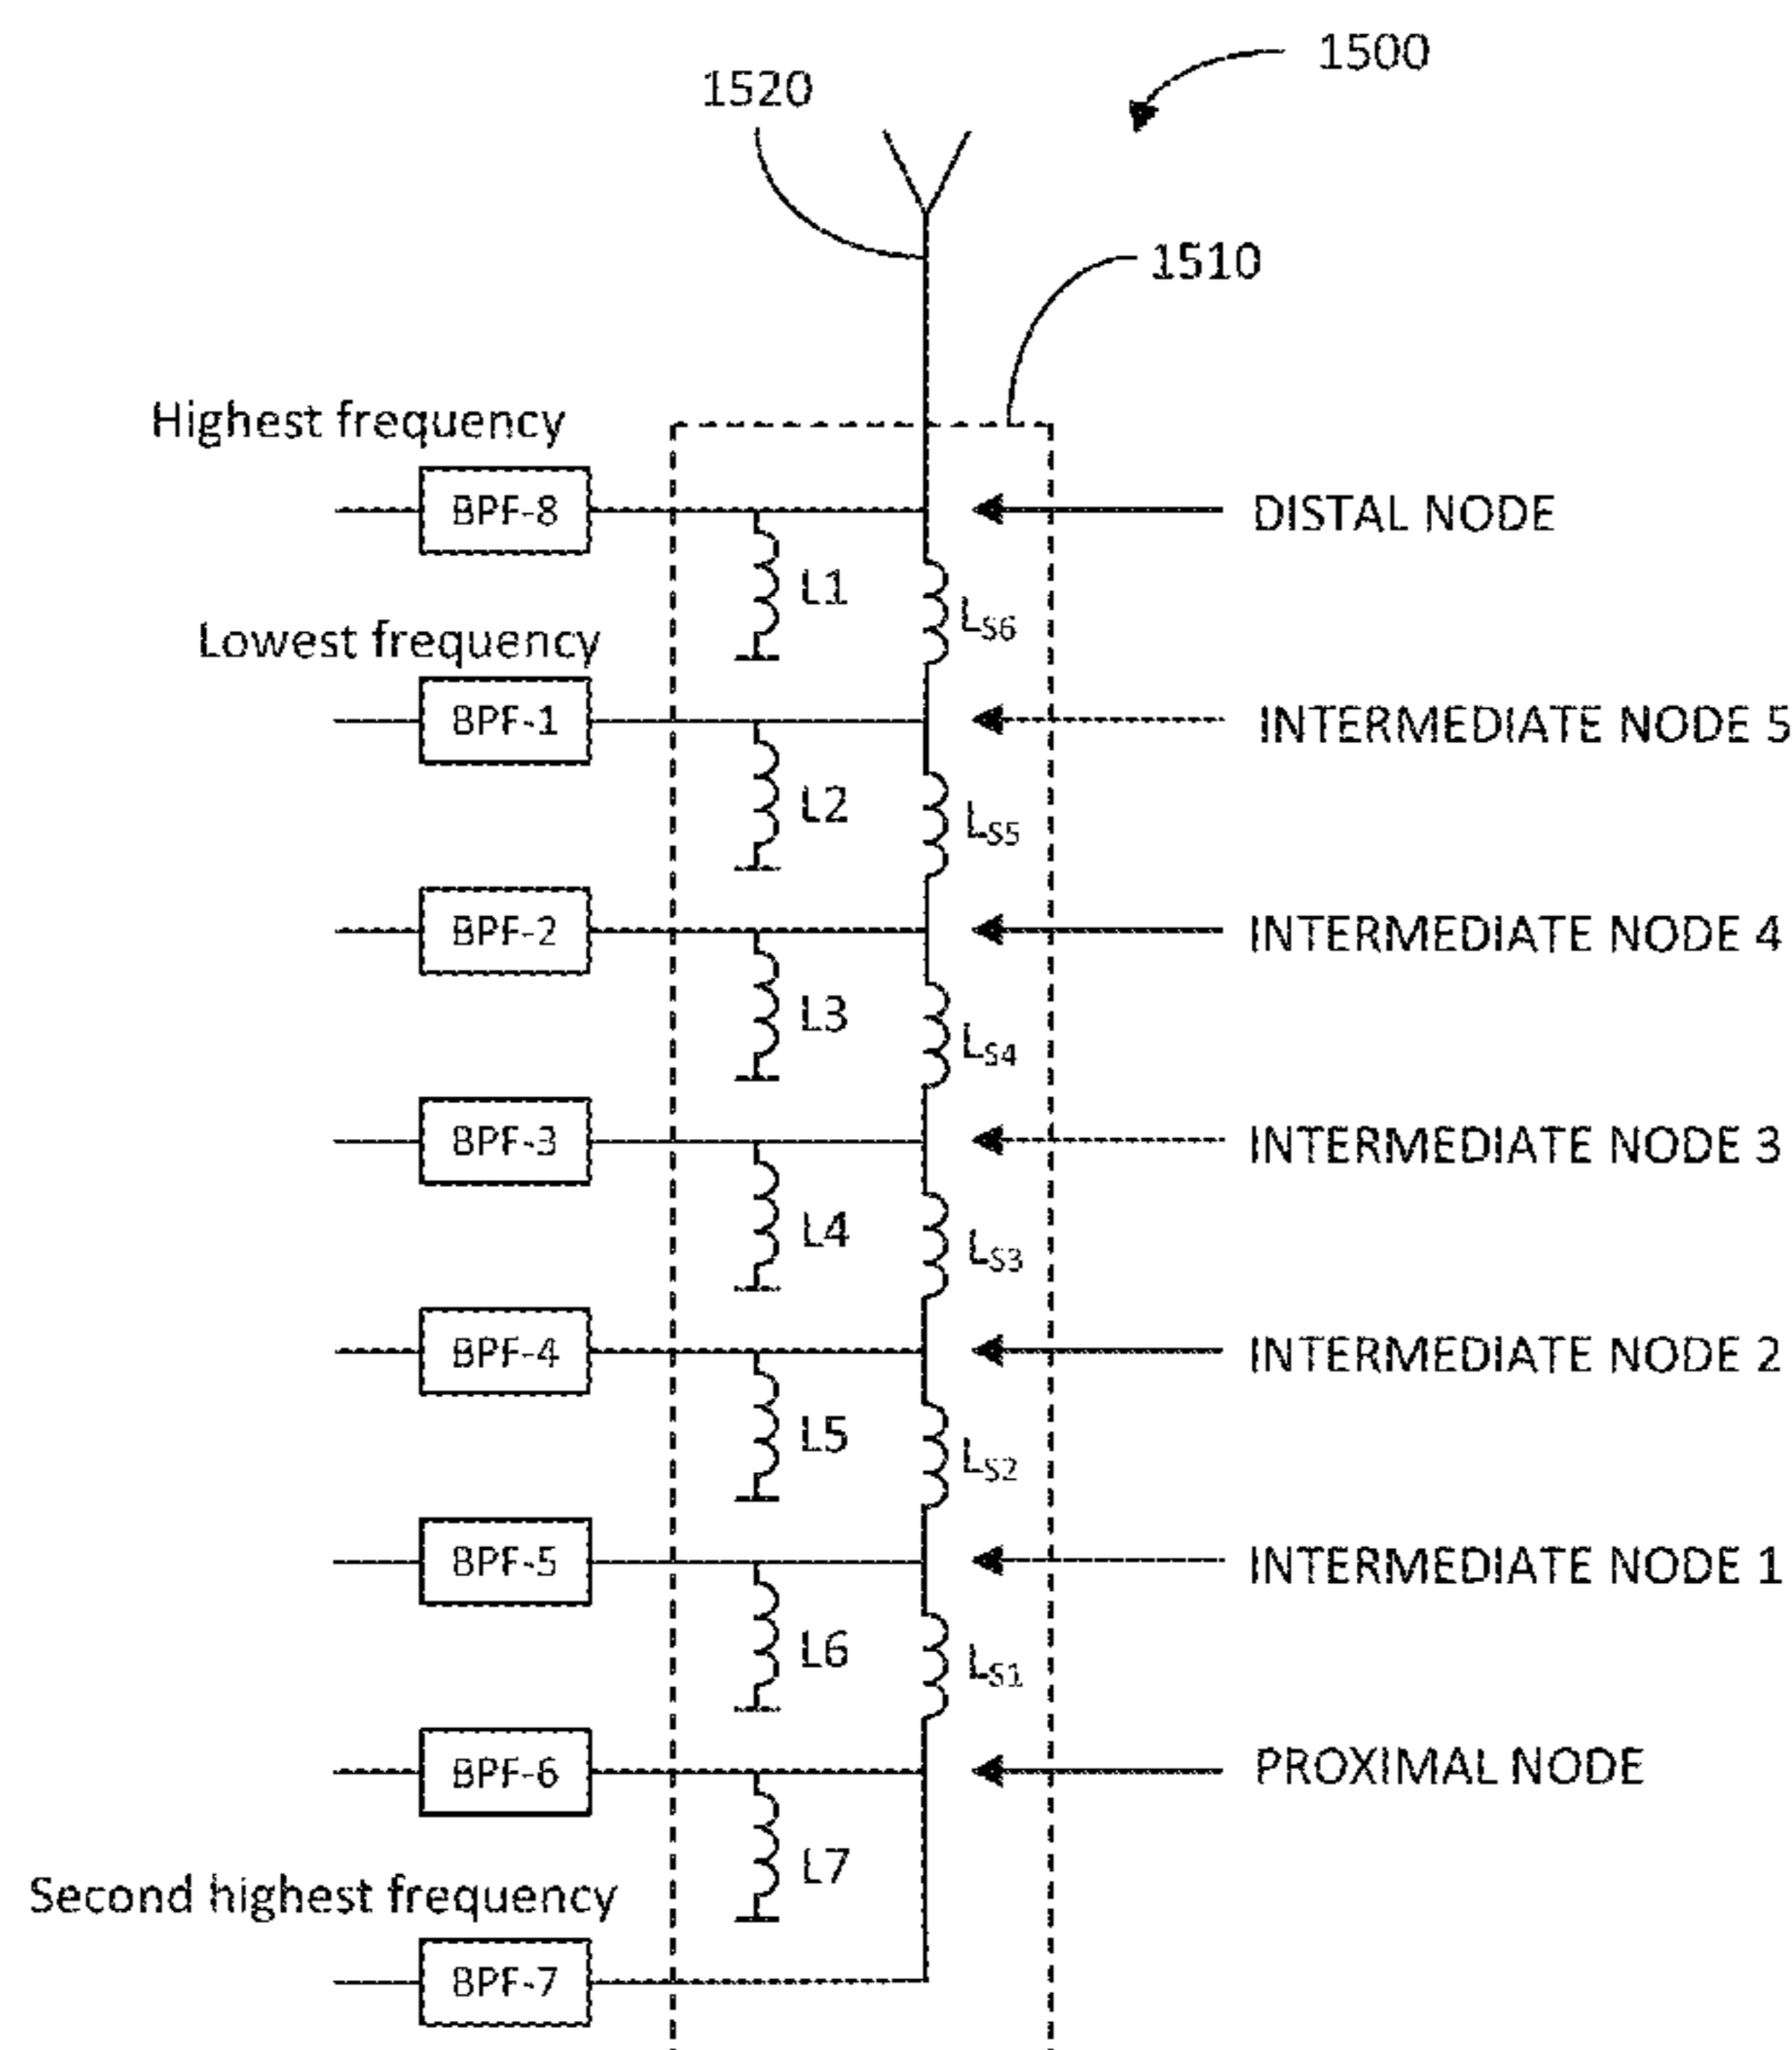 1500
1520
1510
Highest frequency
BPF-8
DISTAL NODE
L1
LS6
Lowest frequency
BPF-1
INTERMEDIATE NODE 5
L2
LS5
BPF-2
INTERMEDIATE NODE 4
L3
LS4
BPF-3
INTERMEDIATE NODE 3
L4
LS3
BPF-4
INTERMEDIATE NODE 2
L5
LS2
BPF-5
INTERMEDIATE NODE 1
L6
LS1
BPF-6
PROXIMAL NODE
L7
Second highest frequency
BPF-7